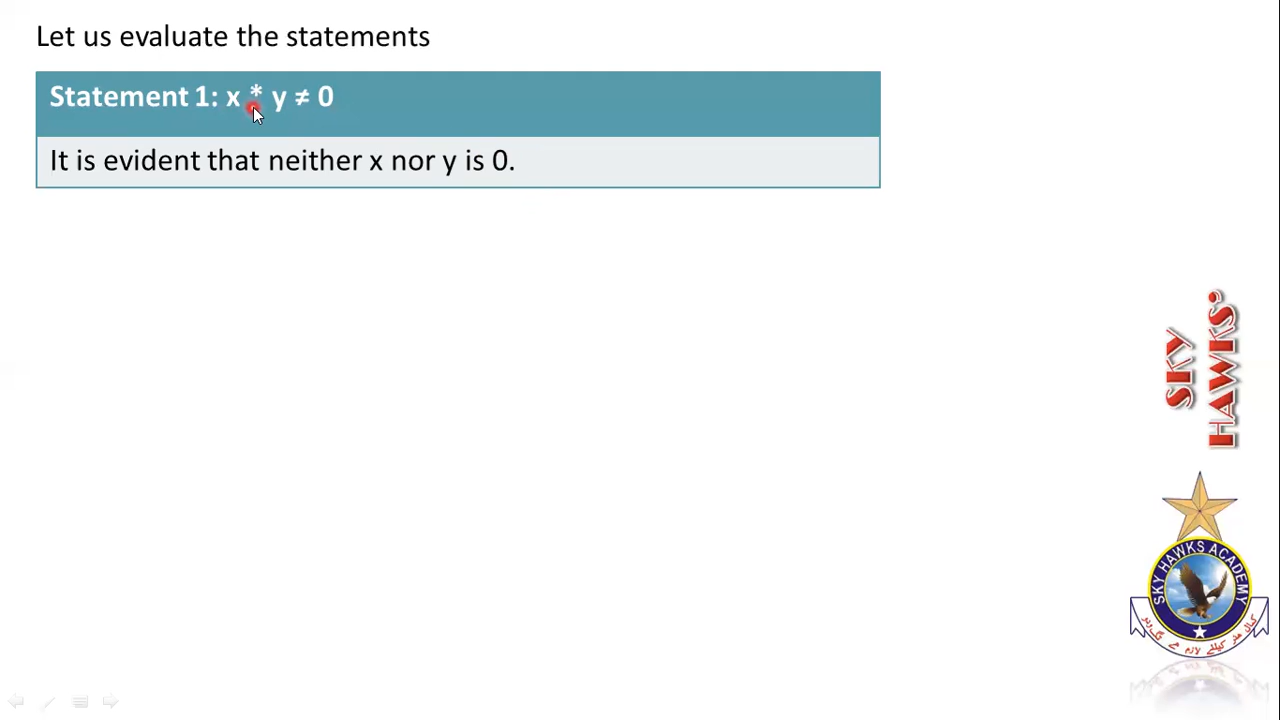 Let us evaluate the statements
Statement 1: x * y ≠ 0
It is evident that neither x nor y is 0.
SKY
HAWKS
SKY HAWKS ACADEMY